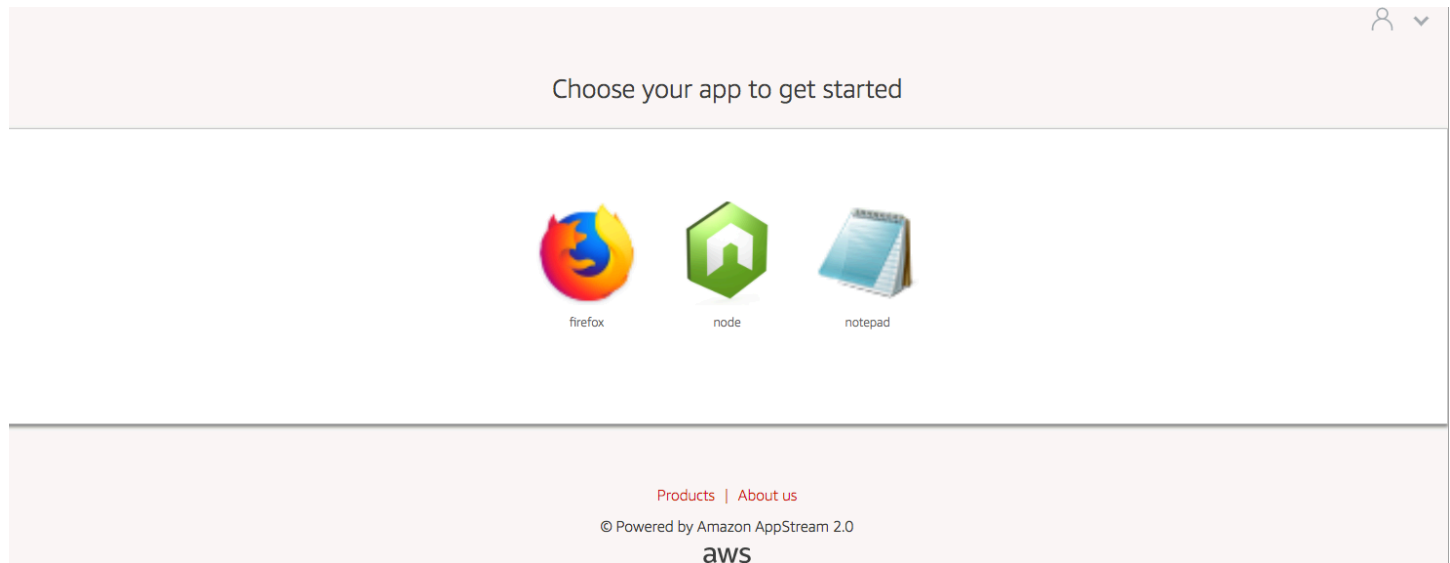 Choose your app to get started
firefox
node
notepad
Products | About us
© Powered by Amazon AppStream 2.0
aws